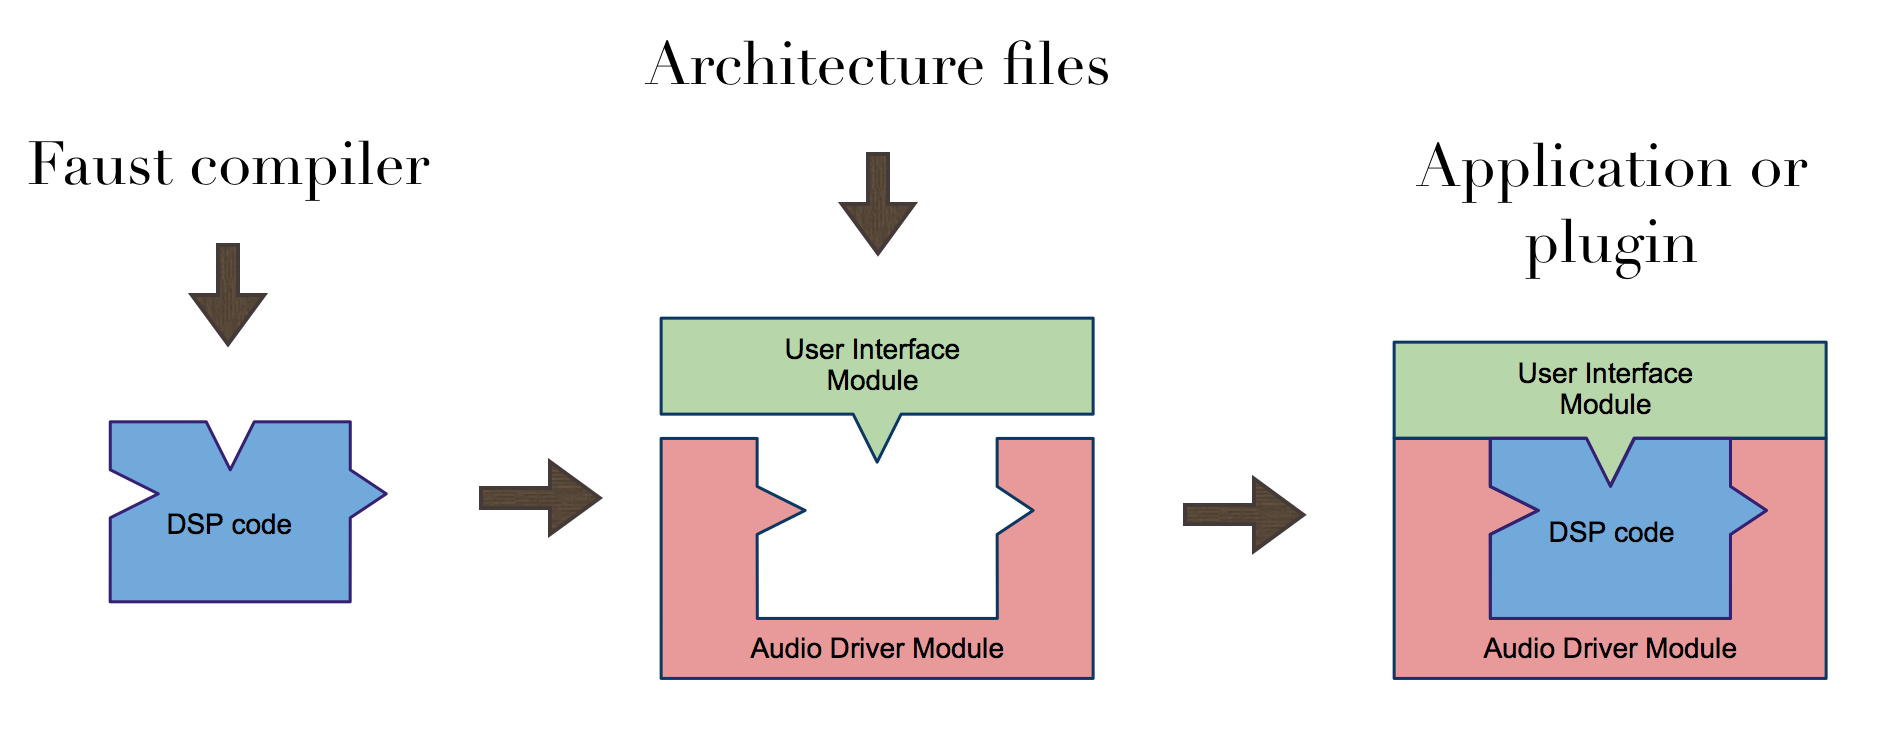 Architecture files
Faust compiler
Application or
plugin
User Interface
Module
DSP code
Audio Driver Module
User Interface
Module
DSP code
Audio Driver Module